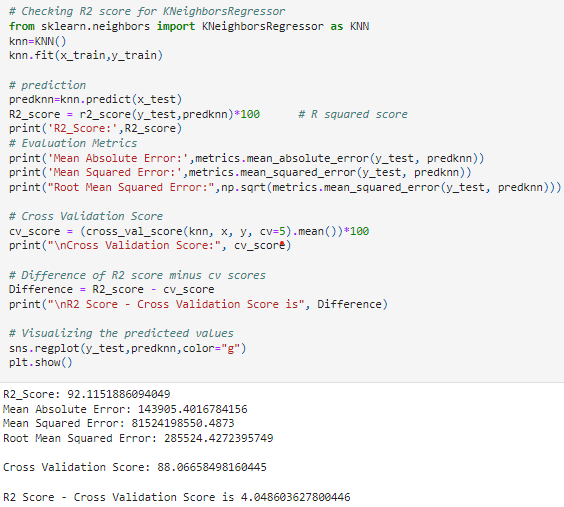 # Checking R2 score for KNeighborsRegressor
from sklearn.neighbors import KNeighborsRegressor as KNN
knn=KNN()
knn.fit(x_train,y_train)
# prediction
predknn=knn.predict(x_test)
R2_score = r2_score(y_test,predknn)*100      # R squared score
print('R2_Score:',R2_score)
# Evaluation Metrics
print('Mean Absolute Error:',metrics.mean_absolute_error(y_test, predknn))
print('Mean Squared Error:',metrics.mean_squared_error(y_test, predknn))
print("Root Mean Squared Error:",np.sqrt(metrics.mean_squared_error(y_test, predknn)))
# Cross Validation Score
cv_score = (cross_val_score(knn, x, y, cv=5).mean())*100
print("\nCross Validation Score:", cv_score)
# Difference of R2 score minus cv scores
Difference = R2_score - cv_score
print("\nR2 Score - Cross Validation Score is", Difference)
# Visualizing the predicteed values
sns.regplot(y_test,predknn,color="g")
plt.show()
R2_Score: 92.1151886094049
Mean Absolute Error: 143905.4016784156
Mean Squared Error: 81524198550.4873
Root Mean Squared Error: 285524.4272395749
Cross Validation Score: 88.06658498160445
R2 Score - Cross Validation Score is 4.048603627800446